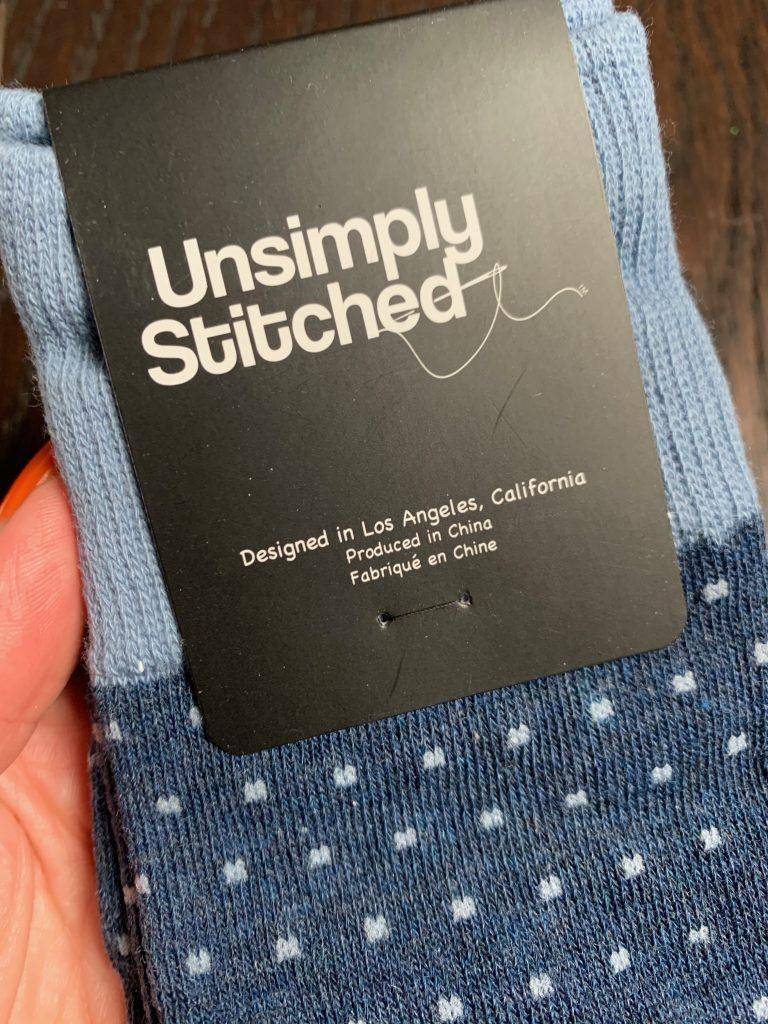 Unsimply
Stitched
Designed in Los Angeles, California
Produced in China
Fabriqué en Chine